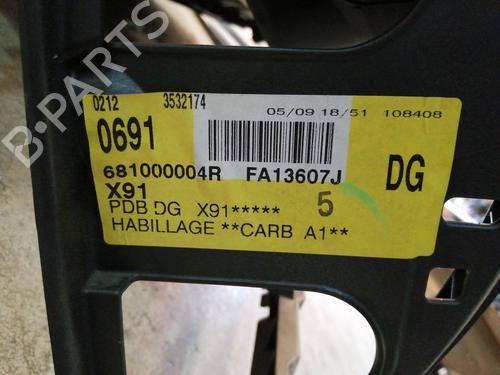 B-PARTS
0212 3532174
05/09 18/51 108408
0691
681000004R FA13607J DG
X91
PDB DG X91***** 5
HABILLAGE **CARB A1**